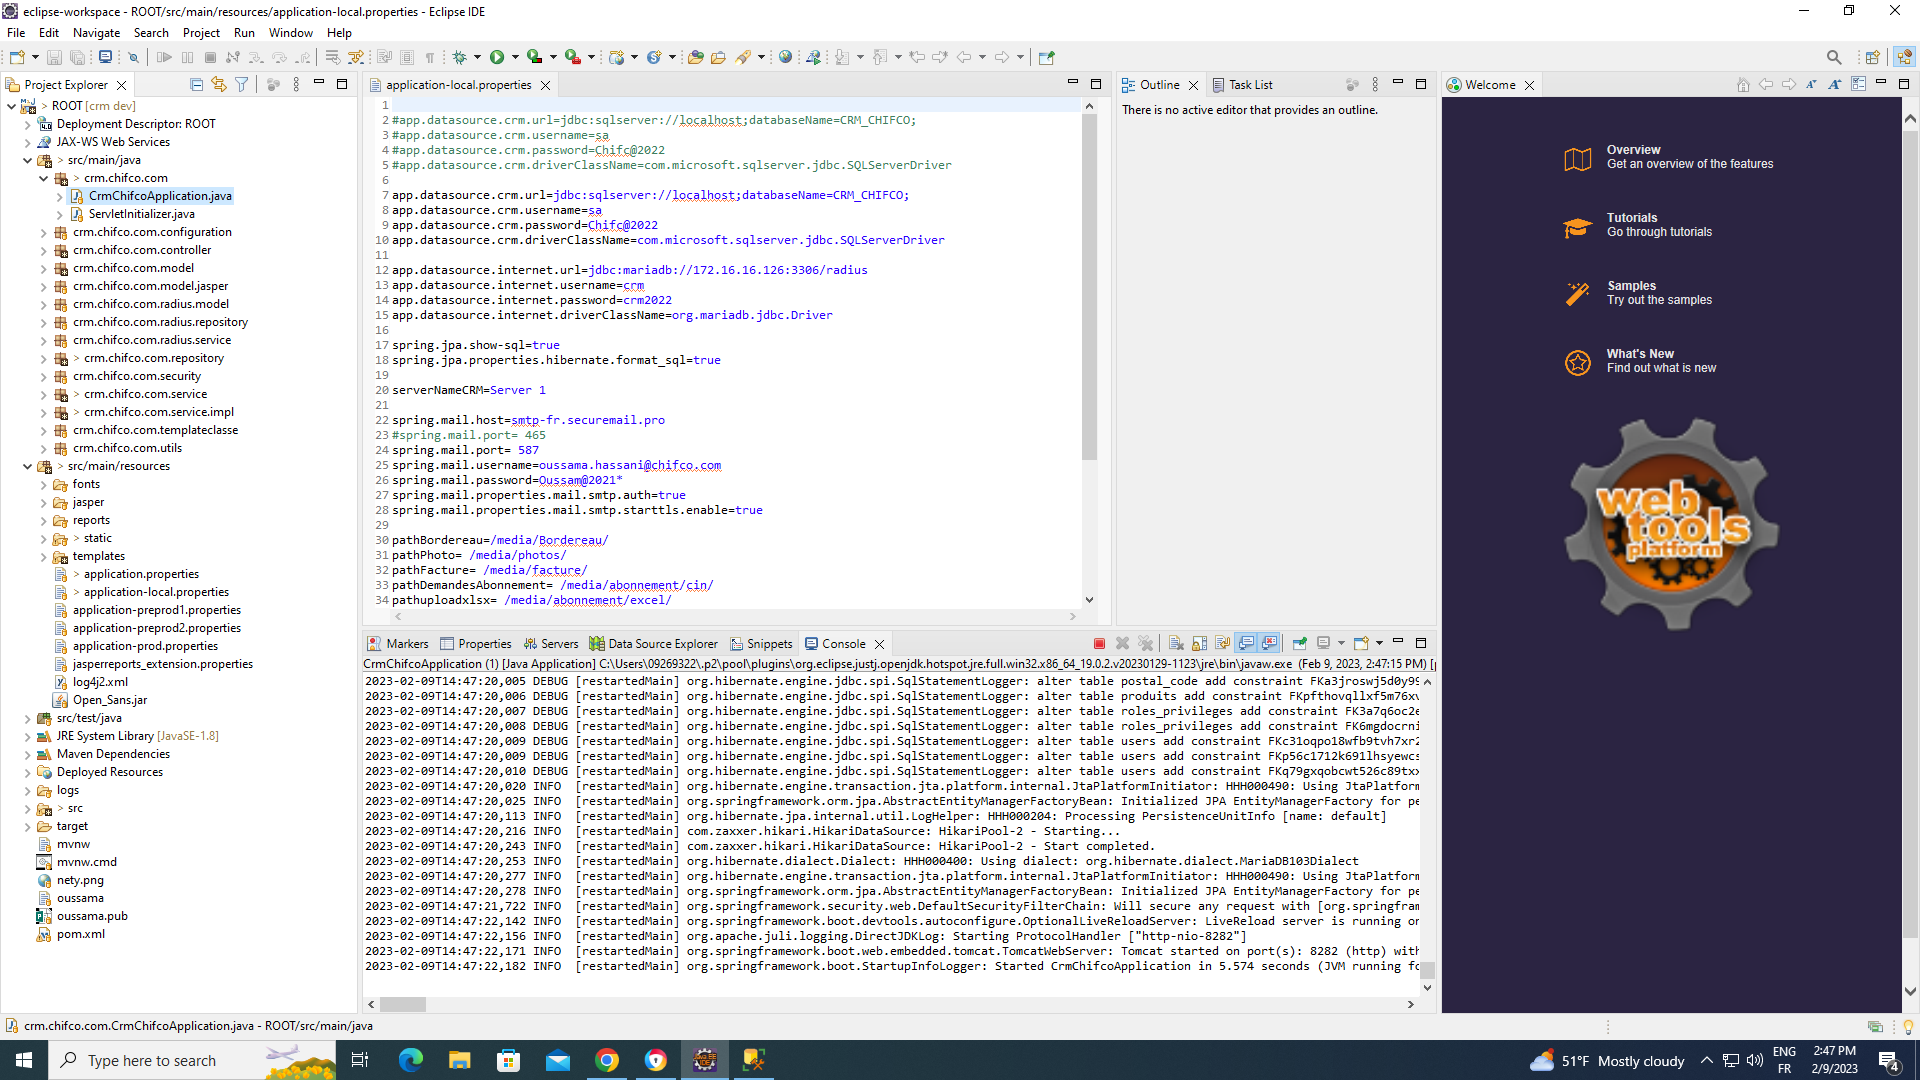 eclipse-workspace - ROOT/src/main/resources/application-local.properties - Eclipse IDE
File Edit Navigate Search Project Run Window Help
Project Explorer
ROOT [crm dev]
Deployment Descriptor: ROOT
JAX-WS Web Services
src/main/java
crm.chifco.com
CrmChifcoApplication.java
ServletInitializer.java
crm.chifco.com.configuration
crm.chifco.com.controller
crm.chifco.com.model
crm.chifco.com.model.jasper
crm.chifco.com.radius.model
crm.chifco.com.radius.repository
crm.chifco.com.radius.service
crm.chifco.com.repository
crm.chifco.com.security
crm.chifco.com.service
crm.chifco.com.service.impl
crm.chifco.com.templateclasse
crm.chifco.com.utils
src/main/resources
fonts
jasper
reports
static
templates
application.properties
application-local.properties
application-preprod1.properties
application-preprod2.properties
application-prod.properties
jasperreports_extension.properties
log4j2.xml
Open_Sans.jar
src/test/java
JRE System Library [JavaSE-1.8]
Maven Dependencies
Deployed Resources
logs
src
target
mvnw
mvnw.cmd
nety.png
oussama
oussama.pub
pom.xml
application-local.properties
1
2 #app.datasource.crm.url=jdbc:sqlserver://localhost;databaseName=CRM_CHIFCO;
3 #app.datasource.crm.username=sa
4 #app.datasource.crm.password=Chifc@2022
5 #app.datasource.crm.driverClassName=com.microsoft.sqlserver.jdbc.SQLServerDriver
6
7 app.datasource.crm.url=jdbc:sqlserver://localhost;databaseName=CRM_CHIFCO;
8 app.datasource.crm.username=sa
9 app.datasource.crm.password=Chifc@2022
10 app.datasource.crm.driverClassName=com.microsoft.sqlserver.jdbc.SQLServerDriver
11
12 app.datasource.internet.url=jdbc:mariadb://172.16.16.126:3306/radius
13 app.datasource.internet.username=crm
14 app.datasource.internet.password=crm2022
15 app.datasource.internet.driverClassName=org.mariadb.jdbc.Driver
16
17 spring.jpa.show-sql=true
18 spring.jpa.properties.hibernate.format_sql=true
19
20 serverNameCRM=Server 1
21
22 spring.mail.host=smtp-fr.securemail.pro
23 #spring.mail.port= 465
24 spring.mail.port= 587
25 spring.mail.username=oussama.hassani@chifco.com
26 spring.mail.password=Oussam@2021*
27 spring.mail.properties.mail.smtp.auth=true
28 spring.mail.properties.mail.smtp.starttls.enable=true
29
30 pathBordereau=/media/Bordereau/
31 pathPhoto= /media/photos/
32 pathFacture= /media/facture/
33 pathDemandesAbonnement= /media/abonnement/cin/
34 pathuploadxlsx= /media/abonnement/excel/
Outline Task List
There is no active editor that provides an outline.
Welcome
Overview
Get an overview of the features
Tutorials
Go through tutorials
Samples
Try out the samples
What's New
Find out what is new
web
tools
platform
Markers Properties Servers Data Source Explorer Snippets Console
CrmChifcoApplication (1) [Java Application] C:\Users\09269322\.p2\pool\plugins\org.eclipse.justj.openjdk.hotspot.jre.full.win32.x86_64_19.0.2.v20230129-1123\jre\bin\javaw.exe (Feb 9, 2023, 2:47:15 PM) [p
2023-02-09T14:47:20,005 DEBUG [restartedMain] org.hibernate.engine.jdbc.spi.SqlStatementLogger: alter table postal_code add constraint FKa3jroswj5d0y99
2023-02-09T14:47:20,006 DEBUG [restartedMain] org.hibernate.engine.jdbc.spi.SqlStatementLogger: alter table produits add constraint FKpfthovqllxf5m76xv
2023-02-09T14:47:20,007 DEBUG [restartedMain] org.hibernate.engine.jdbc.spi.SqlStatementLogger: alter table roles_privileges add constraint FK3a7q6oc2e
2023-02-09T14:47:20,008 DEBUG [restartedMain] org.hibernate.engine.jdbc.spi.SqlStatementLogger: alter table roles_privileges add constraint FK6mgdocrni
2023-02-09T14:47:20,009 DEBUG [restartedMain] org.hibernate.engine.jdbc.spi.SqlStatementLogger: alter table users add constraint FKc31oqpo18wfb9tvh7xr2
2023-02-09T14:47:20,009 DEBUG [restartedMain] org.hibernate.engine.jdbc.spi.SqlStatementLogger: alter table users add constraint FKp56c1712k691lhsyewcs
2023-02-09T14:47:20,010 DEBUG [restartedMain] org.hibernate.engine.jdbc.spi.SqlStatementLogger: alter table users add constraint FKq79gxqobcwt526c89txx
2023-02-09T14:47:20,020 INFO [restartedMain] org.hibernate.engine.transaction.jta.platform.internal.JtaPlatformInitiator: HHH000490: Using JtaPlatform
2023-02-09T14:47:20,025 INFO [restartedMain] org.springframework.orm.jpa.AbstractEntityManagerFactoryBean: Initialized JPA EntityManagerFactory for pe
2023-02-09T14:47:20,113 INFO [restartedMain] org.hibernate.jpa.internal.util.LogHelper: HHH000204: Processing PersistenceUnitInfo [name: default]
2023-02-09T14:47:20,216 INFO [restartedMain] com.zaxxer.hikari.HikariDataSource: HikariPool-2 - Starting...
2023-02-09T14:47:20,243 INFO [restartedMain] com.zaxxer.hikari.HikariDataSource: HikariPool-2 - Start completed.
2023-02-09T14:47:20,253 INFO [restartedMain] org.hibernate.dialect.Dialect: HHH000400: Using dialect: org.hibernate.dialect.MariaDB103Dialect
2023-02-09T14:47:20,277 INFO [restartedMain] org.hibernate.engine.transaction.jta.platform.internal.JtaPlatformInitiator: HHH000490: Using JtaPlatform
2023-02-09T14:47:20,278 INFO [restartedMain] org.springframework.orm.jpa.AbstractEntityManagerFactoryBean: Initialized JPA EntityManagerFactory for pe
2023-02-09T14:47:21,722 INFO [restartedMain] org.springframework.security.web.DefaultSecurityFilterChain: Will secure any request with [org.springfram
2023-02-09T14:47:22,142 INFO [restartedMain] org.springframework.boot.devtools.autoconfigure.OptionalLiveReloadServer: LiveReload server is running on
2023-02-09T14:47:22,156 INFO [restartedMain] org.apache.juli.logging.DirectJDKLog: Starting ProtocolHandler ["http-nio-8282"]
2023-02-09T14:47:22,171 INFO [restartedMain] org.springframework.boot.web.embedded.tomcat.TomcatWebServer: Tomcat started on port(s): 8282 (http) with
2023-02-09T14:47:22,182 INFO [restartedMain] org.springframework.boot.StartupInfoLogger: Started CrmChifcoApplication in 5.574 seconds (JVM running fo
crm.chifco.com.CrmChifcoApplication.java - ROOT/src/main/java
Type here to search
51°F Mostly cloudy
ENG
FR
2:47 PM
2/9/2023
4